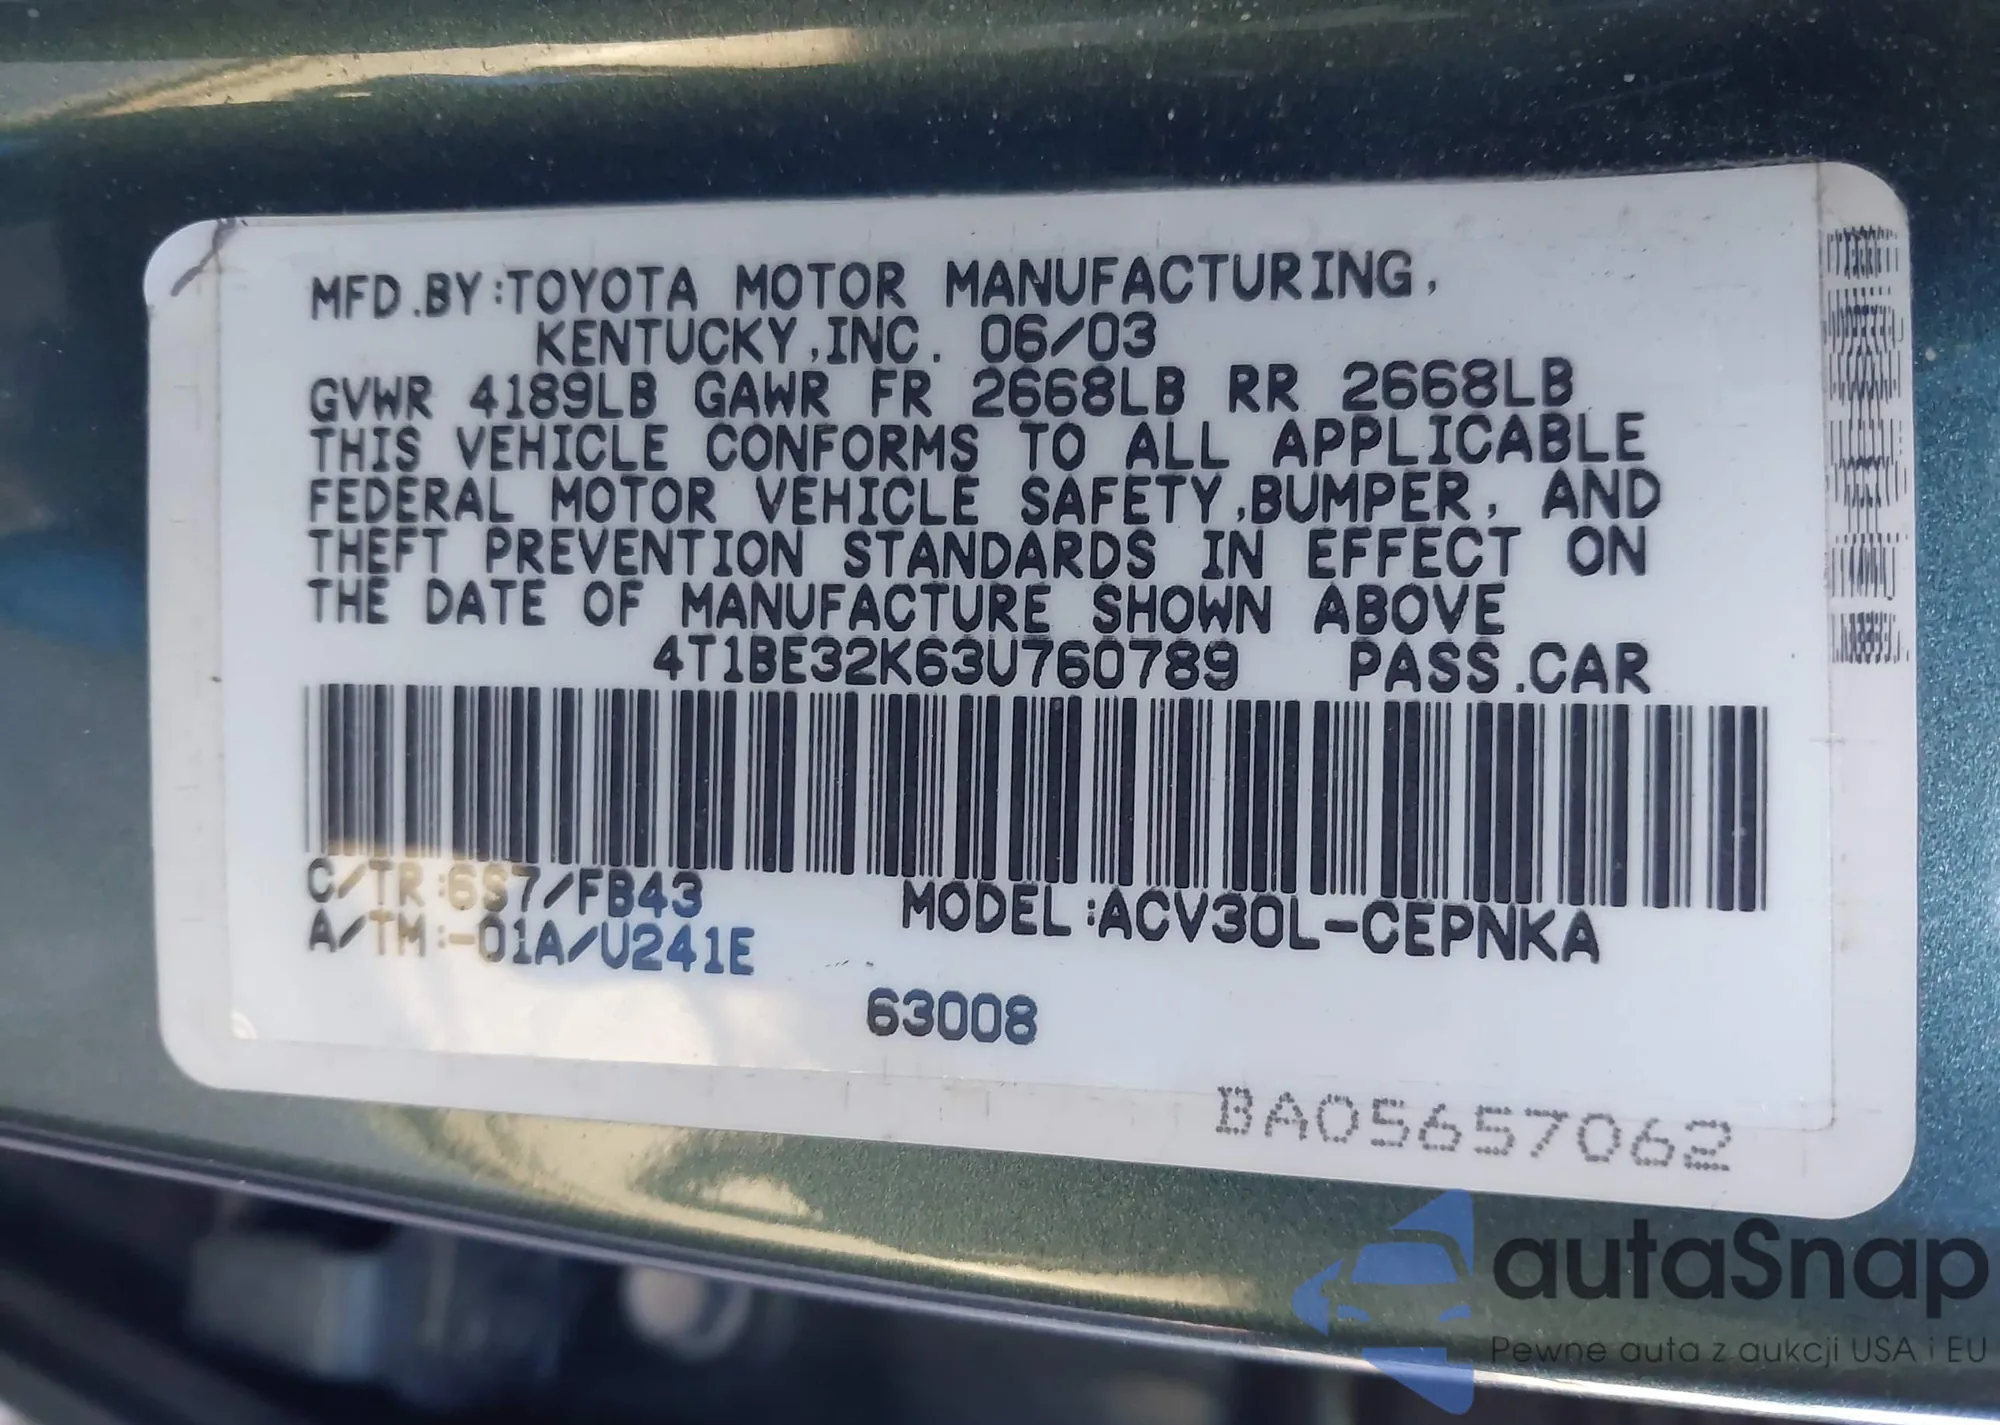 MFD.BY:TOYOTA MOTOR MANUFACTURING,
KENTUCKY,INC. 06/03
GVWR 4189LB GAWR FR 2668LB RR 2668LB
THIS VEHICLE CONFORMS TO ALL APPLICABLE
FEDERAL MOTOR VEHICLE SAFETY,BUMPER, AND
THEFT PREVENTION STANDARDS IN EFFECT ON
THE DATE OF MANUFACTURE SHOWN ABOVE
4T1BE32K63U760789 PASS.CAR
C/TR:6S7/FB43
A/TM:-01A/U241E
MODEL:ACV30L-CEPNKA
63008
BA05657062
autaSnap
Pewne auta z aukcji USA i EU